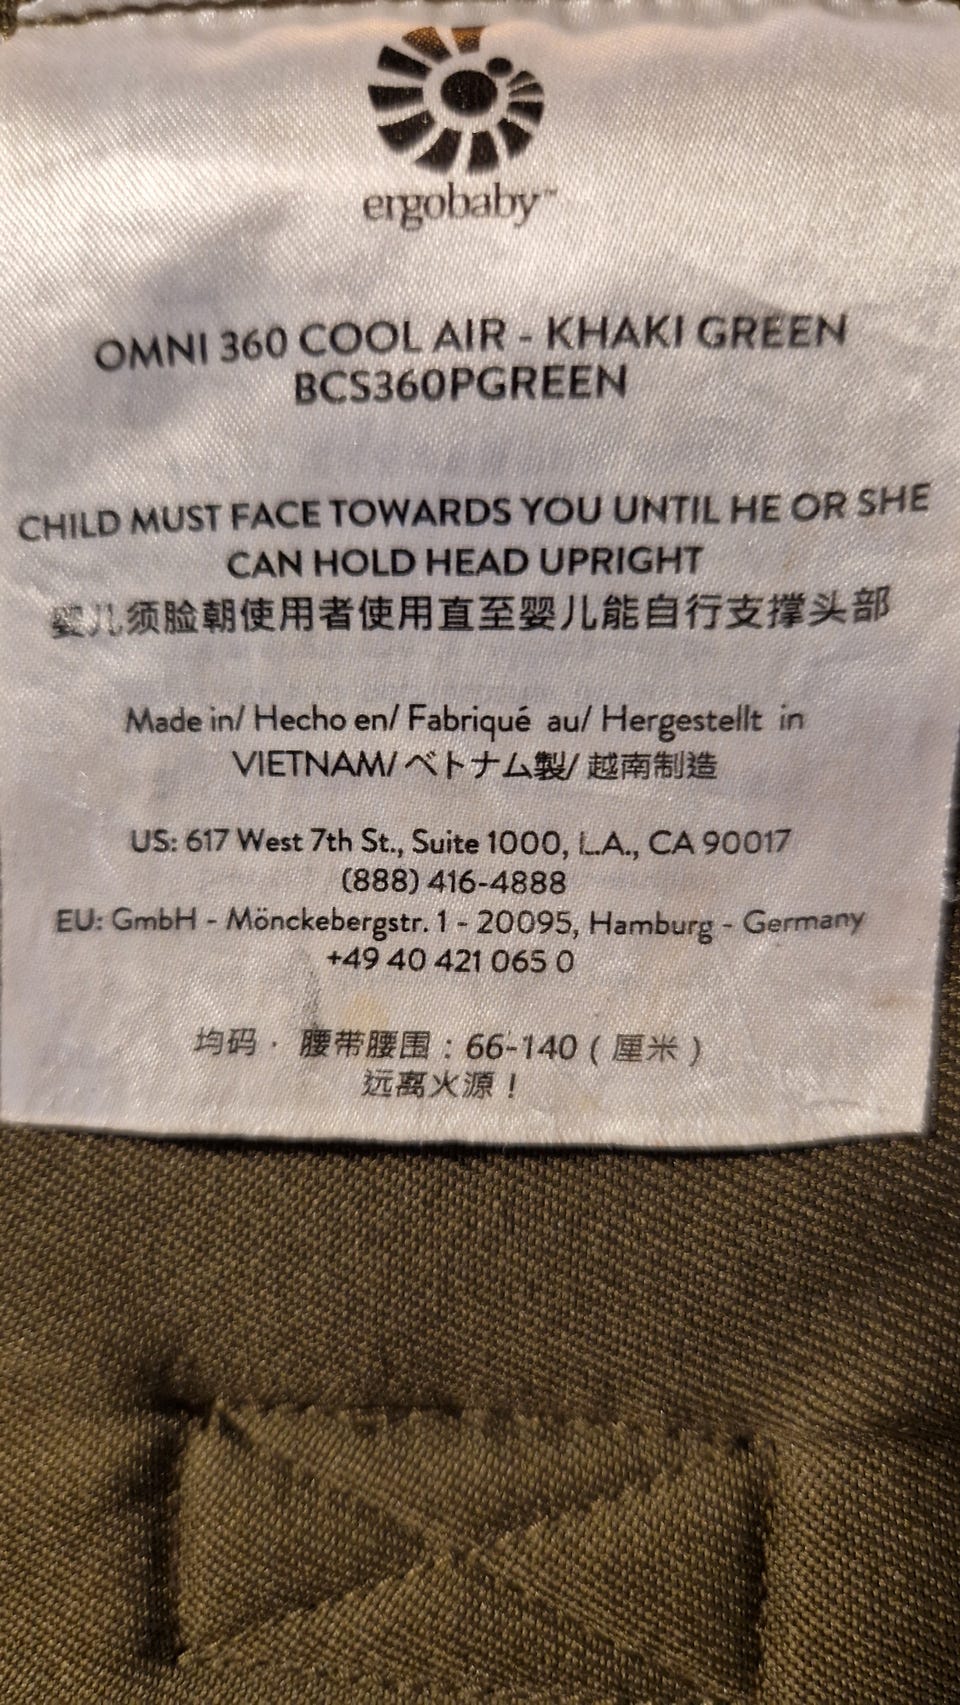 ergobaby™
OMNI 360 COOL AIR - KHAKI GREEN
BCS360PGREEN
CHILD MUST FACE TOWARDS YOU UNTIL HE OR SHE
CAN HOLD HEAD UPRIGHT
婴儿须脸朝使用者使用直至婴儿能自行支撑头部
Made in/ Hecho en/ Fabriqué au/ Hergestellt in
VIETNAM/ ベトナム製/ 越南制造
US: 617 West 7th St., Suite 1000, L.A., CA 90017
(888) 416-4888
EU: GmbH - Mönckebergstr. 1 - 20095, Hamburg - Germany
+49 40 421 065 0
均码 · 腰带腰围：66-140（厘米）
远离火源！